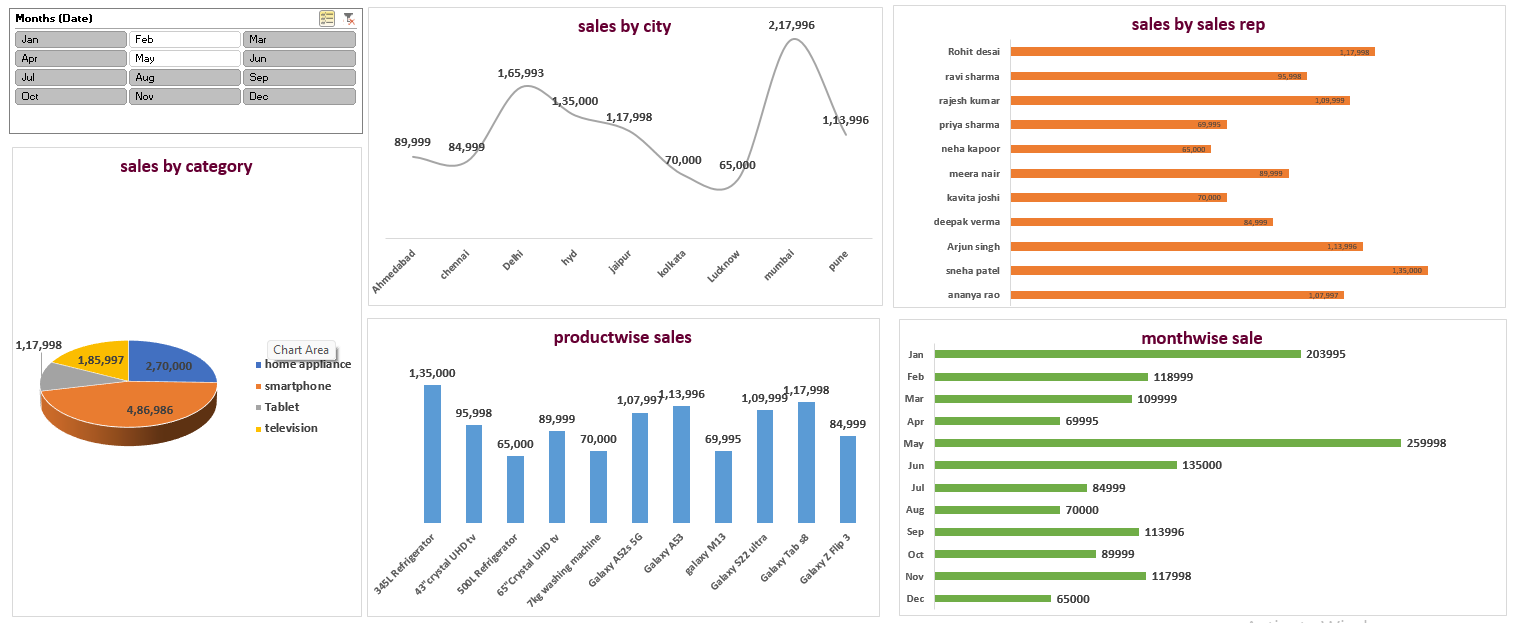 Months (Date)
Jan
Feb
Mar
Apr
May
Jun
Jul
Aug
Sep
Oct
Nov
Dec
sales by category
1,17,998
1,85,997
2,70,000
4,86,986
Chart Area
home appliance
smartphone
Tablet
television
sales by city
89,999
84,999
1,65,993
1,35,000
1,17,998
70,000
65,000
2,17,996
1,13,996
Ahmedabad
chennai
Delhi
hyd
jaipur
kolkata
Lucknow
mumbai
pune
sales by sales rep
Rohit desai 1,17,998
ravi sharma 95,998
rajesh kumar 1,09,999
priya sharma 69,995
neha kapoor 65,000
meera nair 89,999
kavita joshi 70,000
deepak verma 84,999
Arjun singh 1,13,996
sneha patel 1,35,000
ananya rao 1,07,997
productwise sales
1,35,000
95,998
65,000
89,999
70,000
1,07,997
1,13,996
69,995
1,09,999
1,17,998
84,999
345L Refrigerator
43"crystal UHD tv
500L Refrigerator
65"Crystal UHD tv
7kg washing machine
Galaxy A52s 5G
Galaxy A53
galaxy M13
Galaxy S22 ultra
Galaxy Tab s8
Galaxy Z Flip 3
monthwise sale
Jan 203995
Feb 118999
Mar 109999
Apr 69995
May 259998
Jun 135000
Jul 84999
Aug 70000
Sep 113996
Oct 89999
Nov 117998
Dec 65000